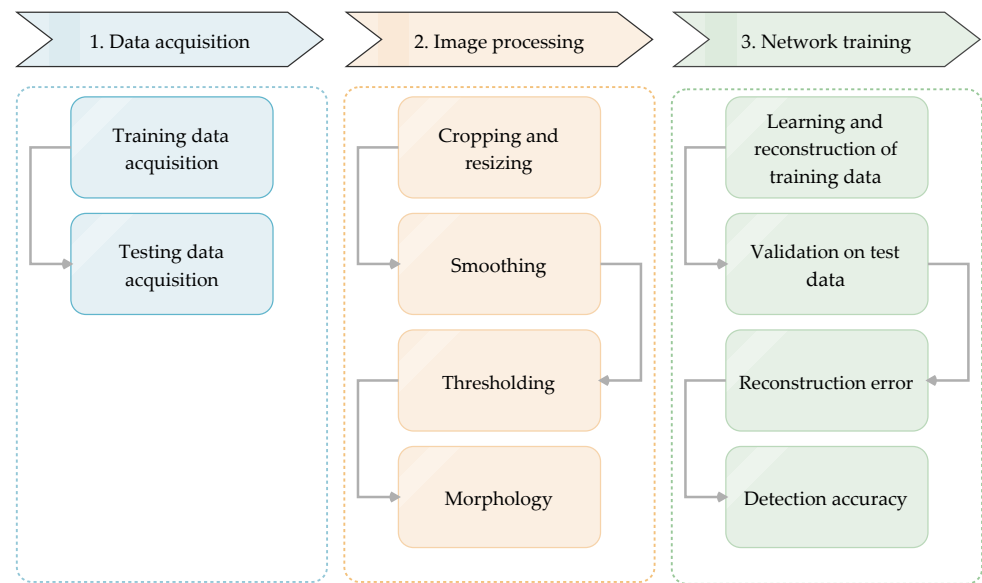 1. Data acquisition
Training data
acquisition
Testing data
acquisition
2. Image processing
Cropping and
resizing
Smoothing
Thresholding
Morphology
3. Network training
Learning and
reconstruction of
training data
Validation on test
data
Reconstruction error
Detection accuracy